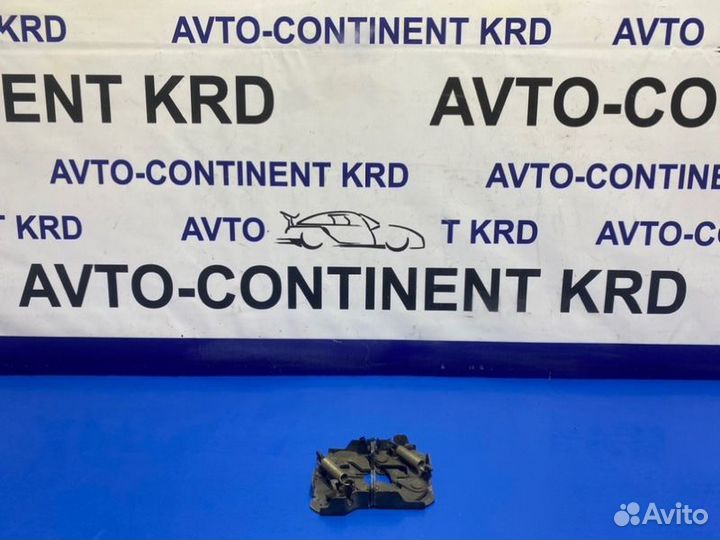 KRD AVTO-CONTINENT KRD AVTO
ENT KRD AVTO-CO
AVTO-CONTINENT KRD AVTO-CONTINE
T KRD AVTO T KRD AVTO-C
AVTO-CONTINENT KRD
Avito